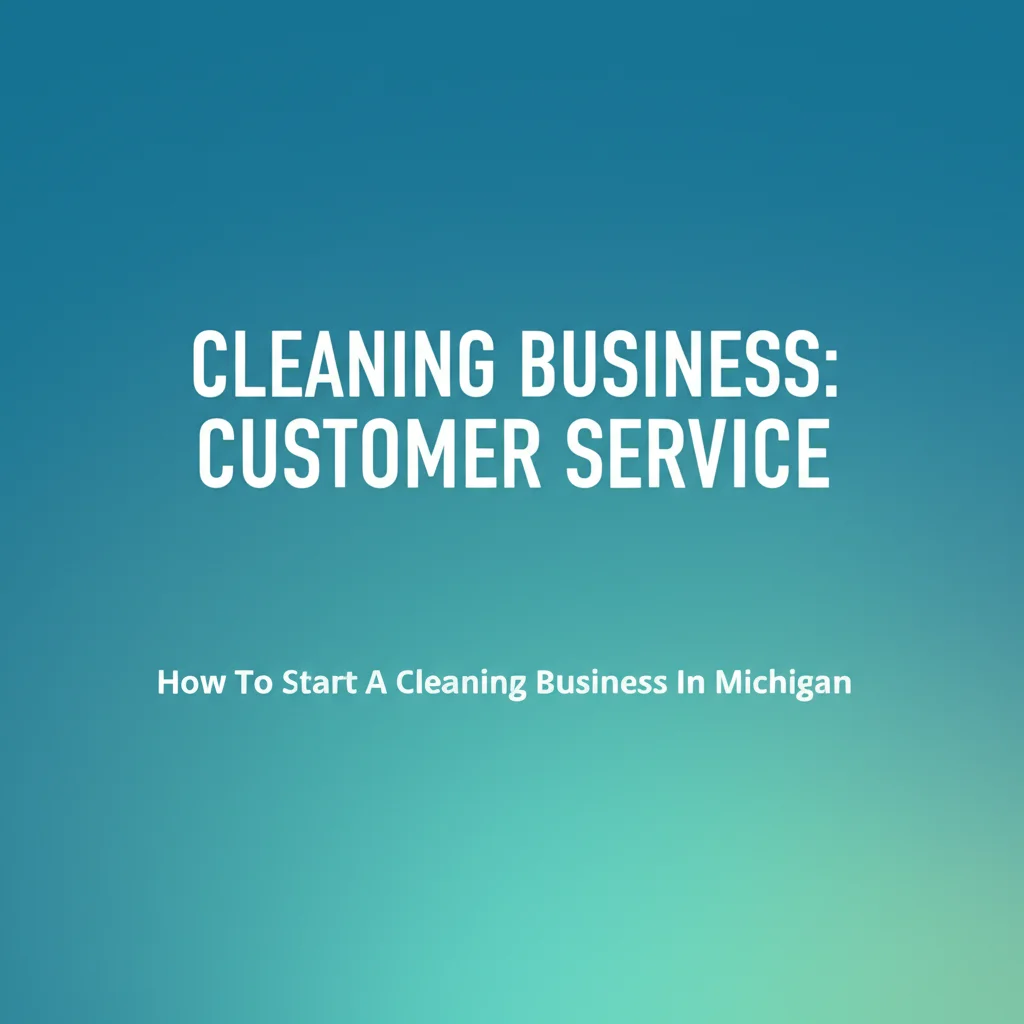 CLEANING BUSINESS:
CUSTOMER SERVICE
How To Start A Cleaning Business In Michigan